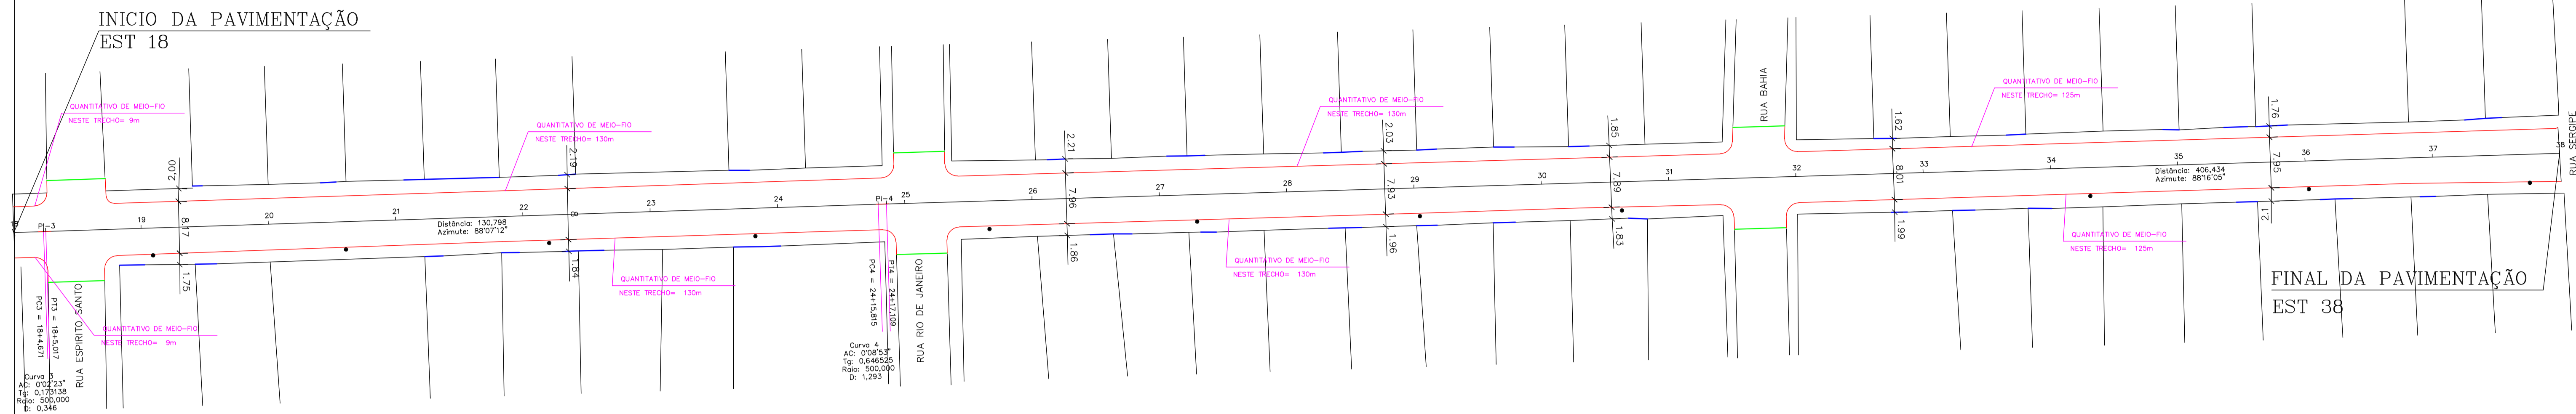 INICIO DA PAVIMENTAÇÃO
EST 18
QUANTITATIVO DE MEIO-FIO
NESTE TRECHO= 9m
QUANTITATIVO DE MEIO-FIO
NESTE TRECHO= 130m
QUANTITATIVO DE MEIO-FIO
NESTE TRECHO= 130m
RUA BAHIA
QUANTITATIVO DE MEIO-FIO
NESTE TRECHO= 125m
RUA SERGIPE
2.00
2.19
2.21
2.03
1.85
1.62
1.76
18
PI-3
19
20
21
22
23
24
PI-4
25
26
27
28
29
30
31
32
33
34
35
36
37
38
8.17
8
7.96
7.93
7.89
8.01
7.95
Distância: 130,798
Azimute: 88°07'12"
Distância: 406,434
Azimute: 88°16'05"
1.75
1.84
1.86
1.96
1.83
1.99
2.1
QUANTITATIVO DE MEIO-FIO
NESTE TRECHO= 9m
QUANTITATIVO DE MEIO-FIO
NESTE TRECHO= 130m
QUANTITATIVO DE MEIO-FIO
NESTE TRECHO= 130m
QUANTITATIVO DE MEIO-FIO
NESTE TRECHO= 125m
PC3 = 18+4,671
PT3 = 18+5,017
RUA ESPIRITO SANTO
PC4 = 24+15,815
PT4 = 24+17,109
RUA RIO DE JANEIRO
Curva 3
AC: 0°02'23"
Tg: 0,173138
Raio: 500,000
D: 0,346
Curva 4
AC: 0°08'53"
Tg: 0,646525
Raio: 500,000
D: 1,293
FINAL DA PAVIMENTAÇÃO
EST 38